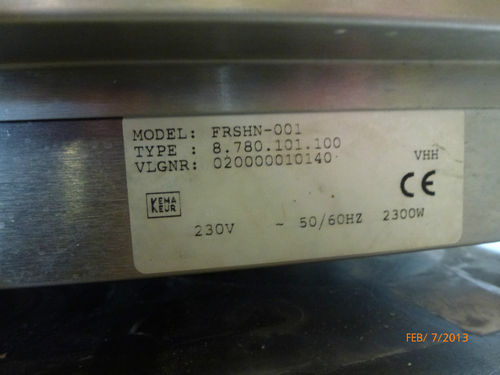 MODEL: FRSHN-001
TYPE : 8.780.101.100
VLGNR: 020000010140
VHH
CE
KEMA
KEUR
230V ~ 50/60HZ 2300W
FEB/ 7/2013